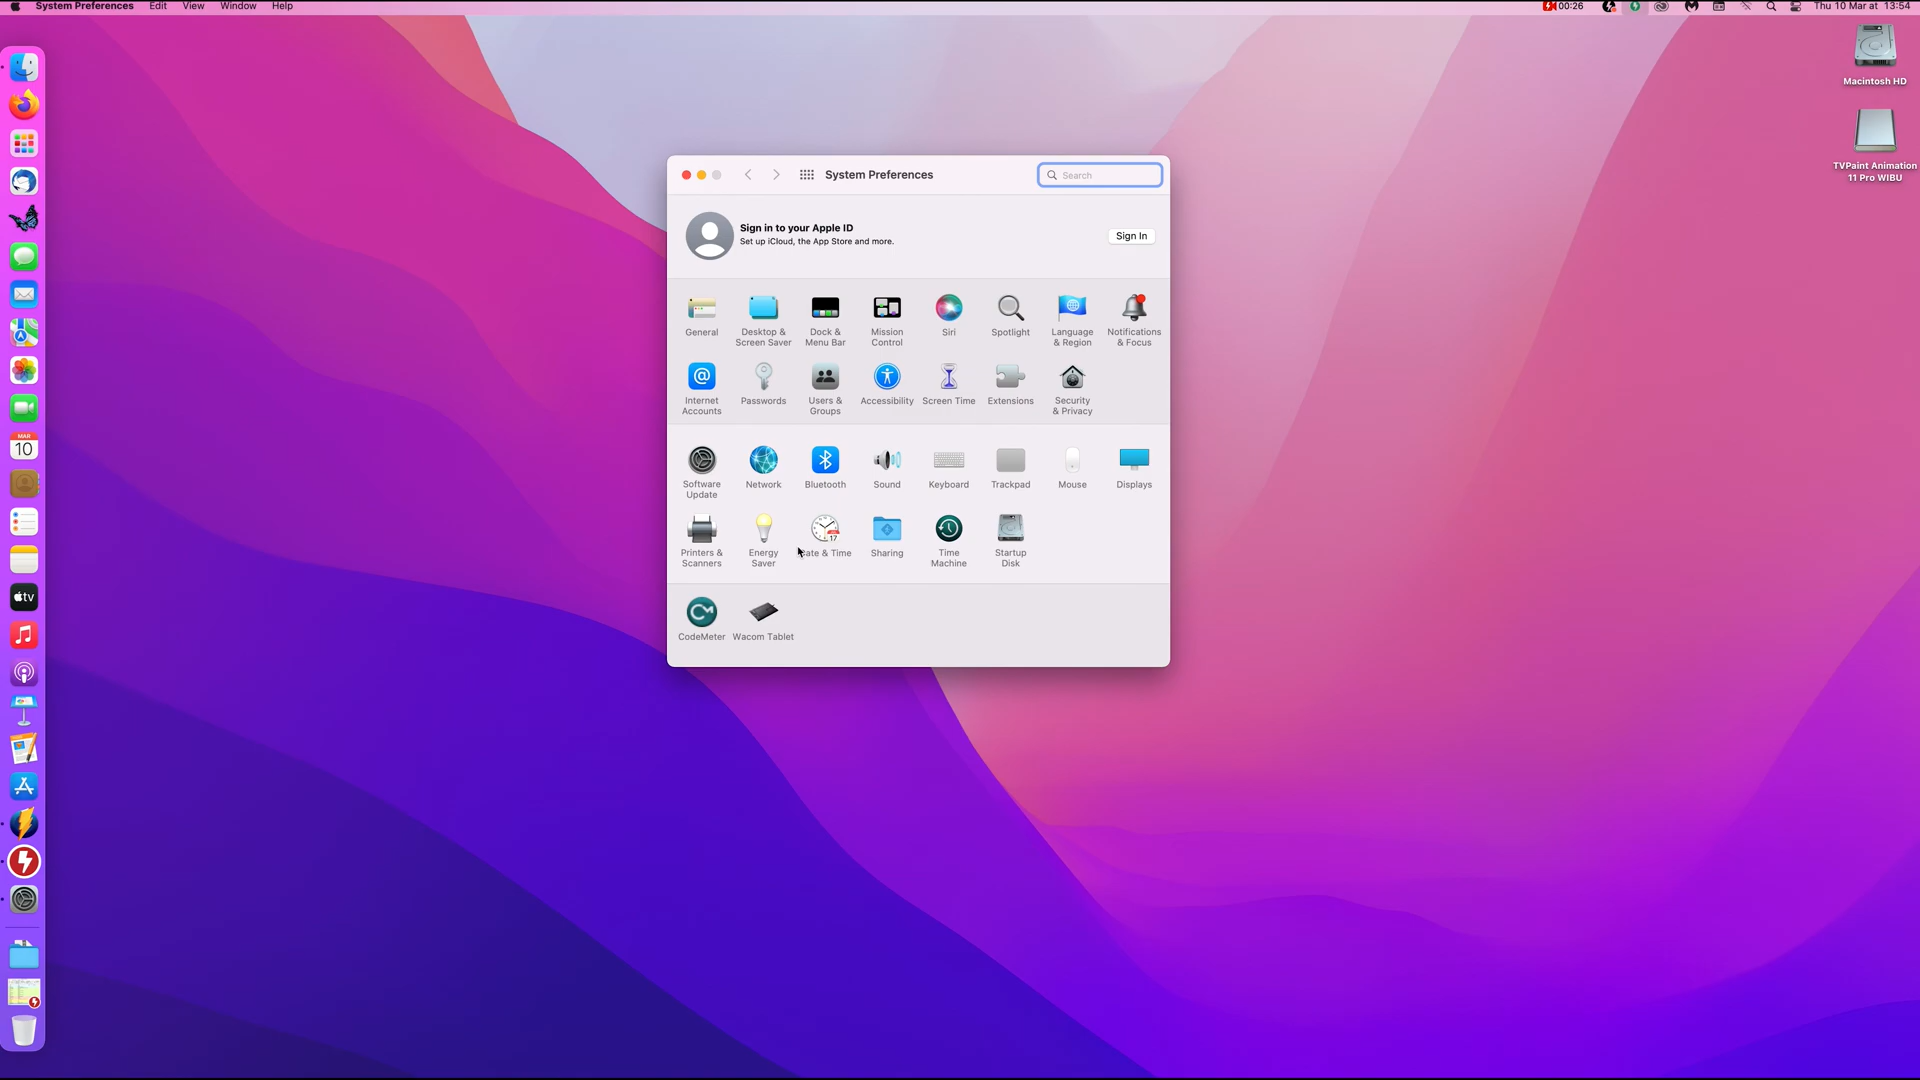 System Preferences Edit View Window Help
00:26 Thu 10 Mar at 13:54
Macintosh HD
TVPaint Animation
11 Pro WIBU
System Preferences
Search
Sign in to your Apple ID
Set up iCloud, the App Store and more.
Sign In
General
Desktop &
Screen Saver
Dock &
Menu Bar
Mission
Control
Siri
Spotlight
Language
& Region
Notifications
& Focus
Internet
Accounts
Passwords
Users &
Groups
Accessibility
Screen Time
Extensions
Security
& Privacy
Software
Update
Network
Bluetooth
Sound
Keyboard
Trackpad
Mouse
Displays
Printers &
Scanners
Energy
Saver
ate & Time
17
Sharing
Time
Machine
Startup
Disk
CodeMeter
Wacom Tablet
MAR
10
tv